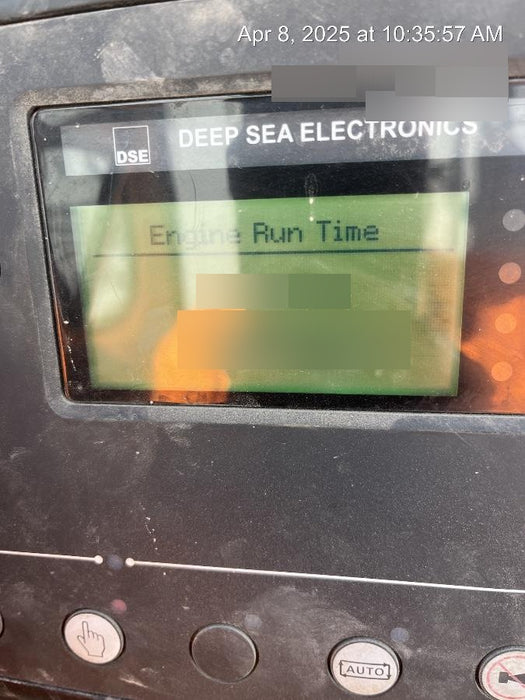 Apr 8, 2025 at 10:35:57 AM
DSE
DEEP SEA ELECTRONICS
Engine Run Time
AUTO